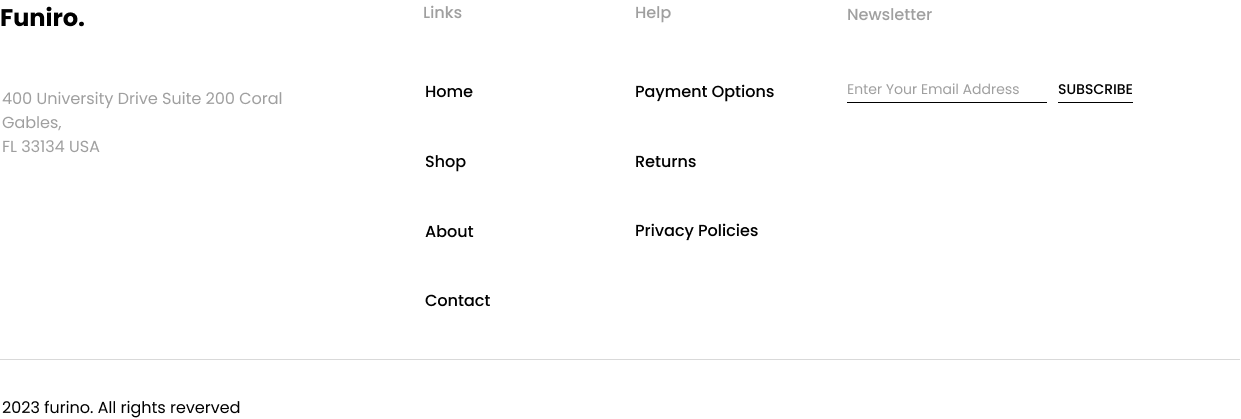 Funiro.
400 University Drive Suite 200 Coral
Gables,
FL 33134 USA
Links
Home
Shop
About
Contact
Help
Payment Options
Returns
Privacy Policies
Newsletter
Enter Your Email Address
SUBSCRIBE
2023 furino. All rights reverved